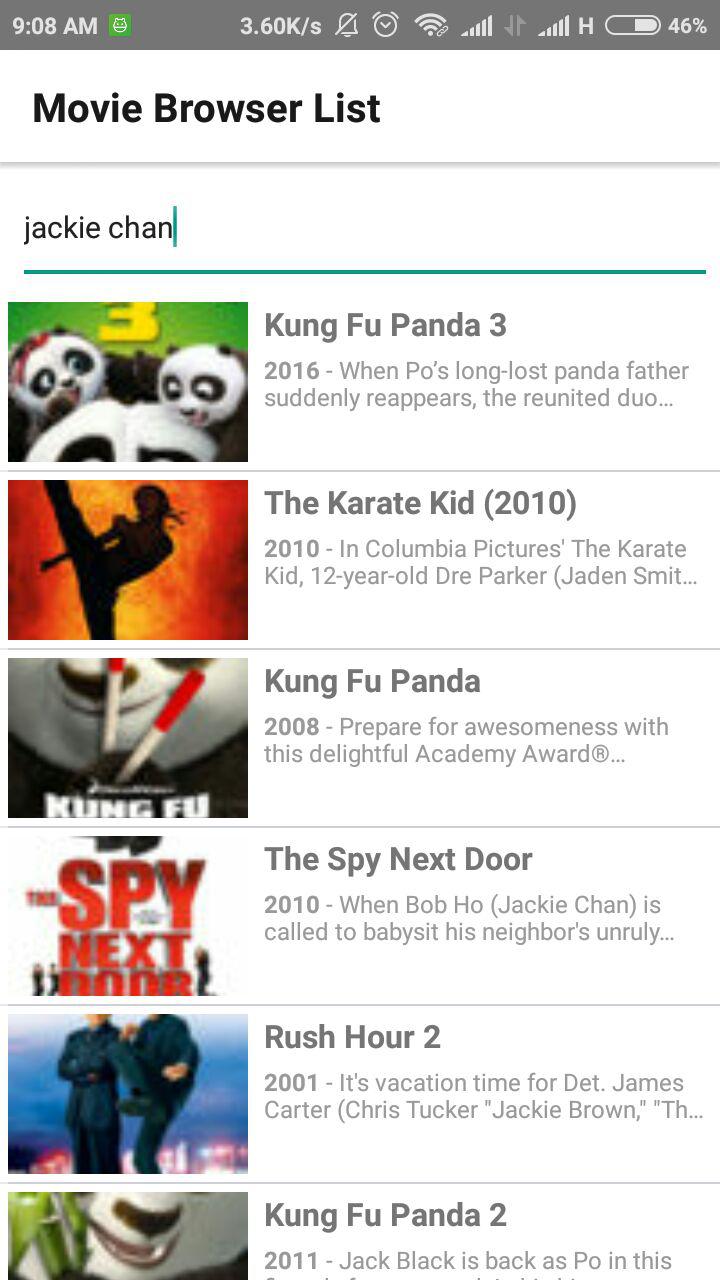 9:08 AM 3.60K/s H 46%
Movie Browser List
jackie chan
3
Kung Fu Panda 3
2016 - When Po’s long-lost panda father
suddenly reappears, the reunited duo…
The Karate Kid (2010)
2010 - In Columbia Pictures' The Karate
Kid, 12-year-old Dre Parker (Jaden Smit…
KUNG FU
Kung Fu Panda
2008 - Prepare for awesomeness with
this delightful Academy Award®…
THE SPY
NEXT
DOOR
The Spy Next Door
2010 - When Bob Ho (Jackie Chan) is
called to babysit his neighbor's unruly…
Rush Hour 2
2001 - It's vacation time for Det. James
Carter (Chris Tucker "Jackie Brown," "Th…
Kung Fu Panda 2
2011 - Jack Black is back as Po in this